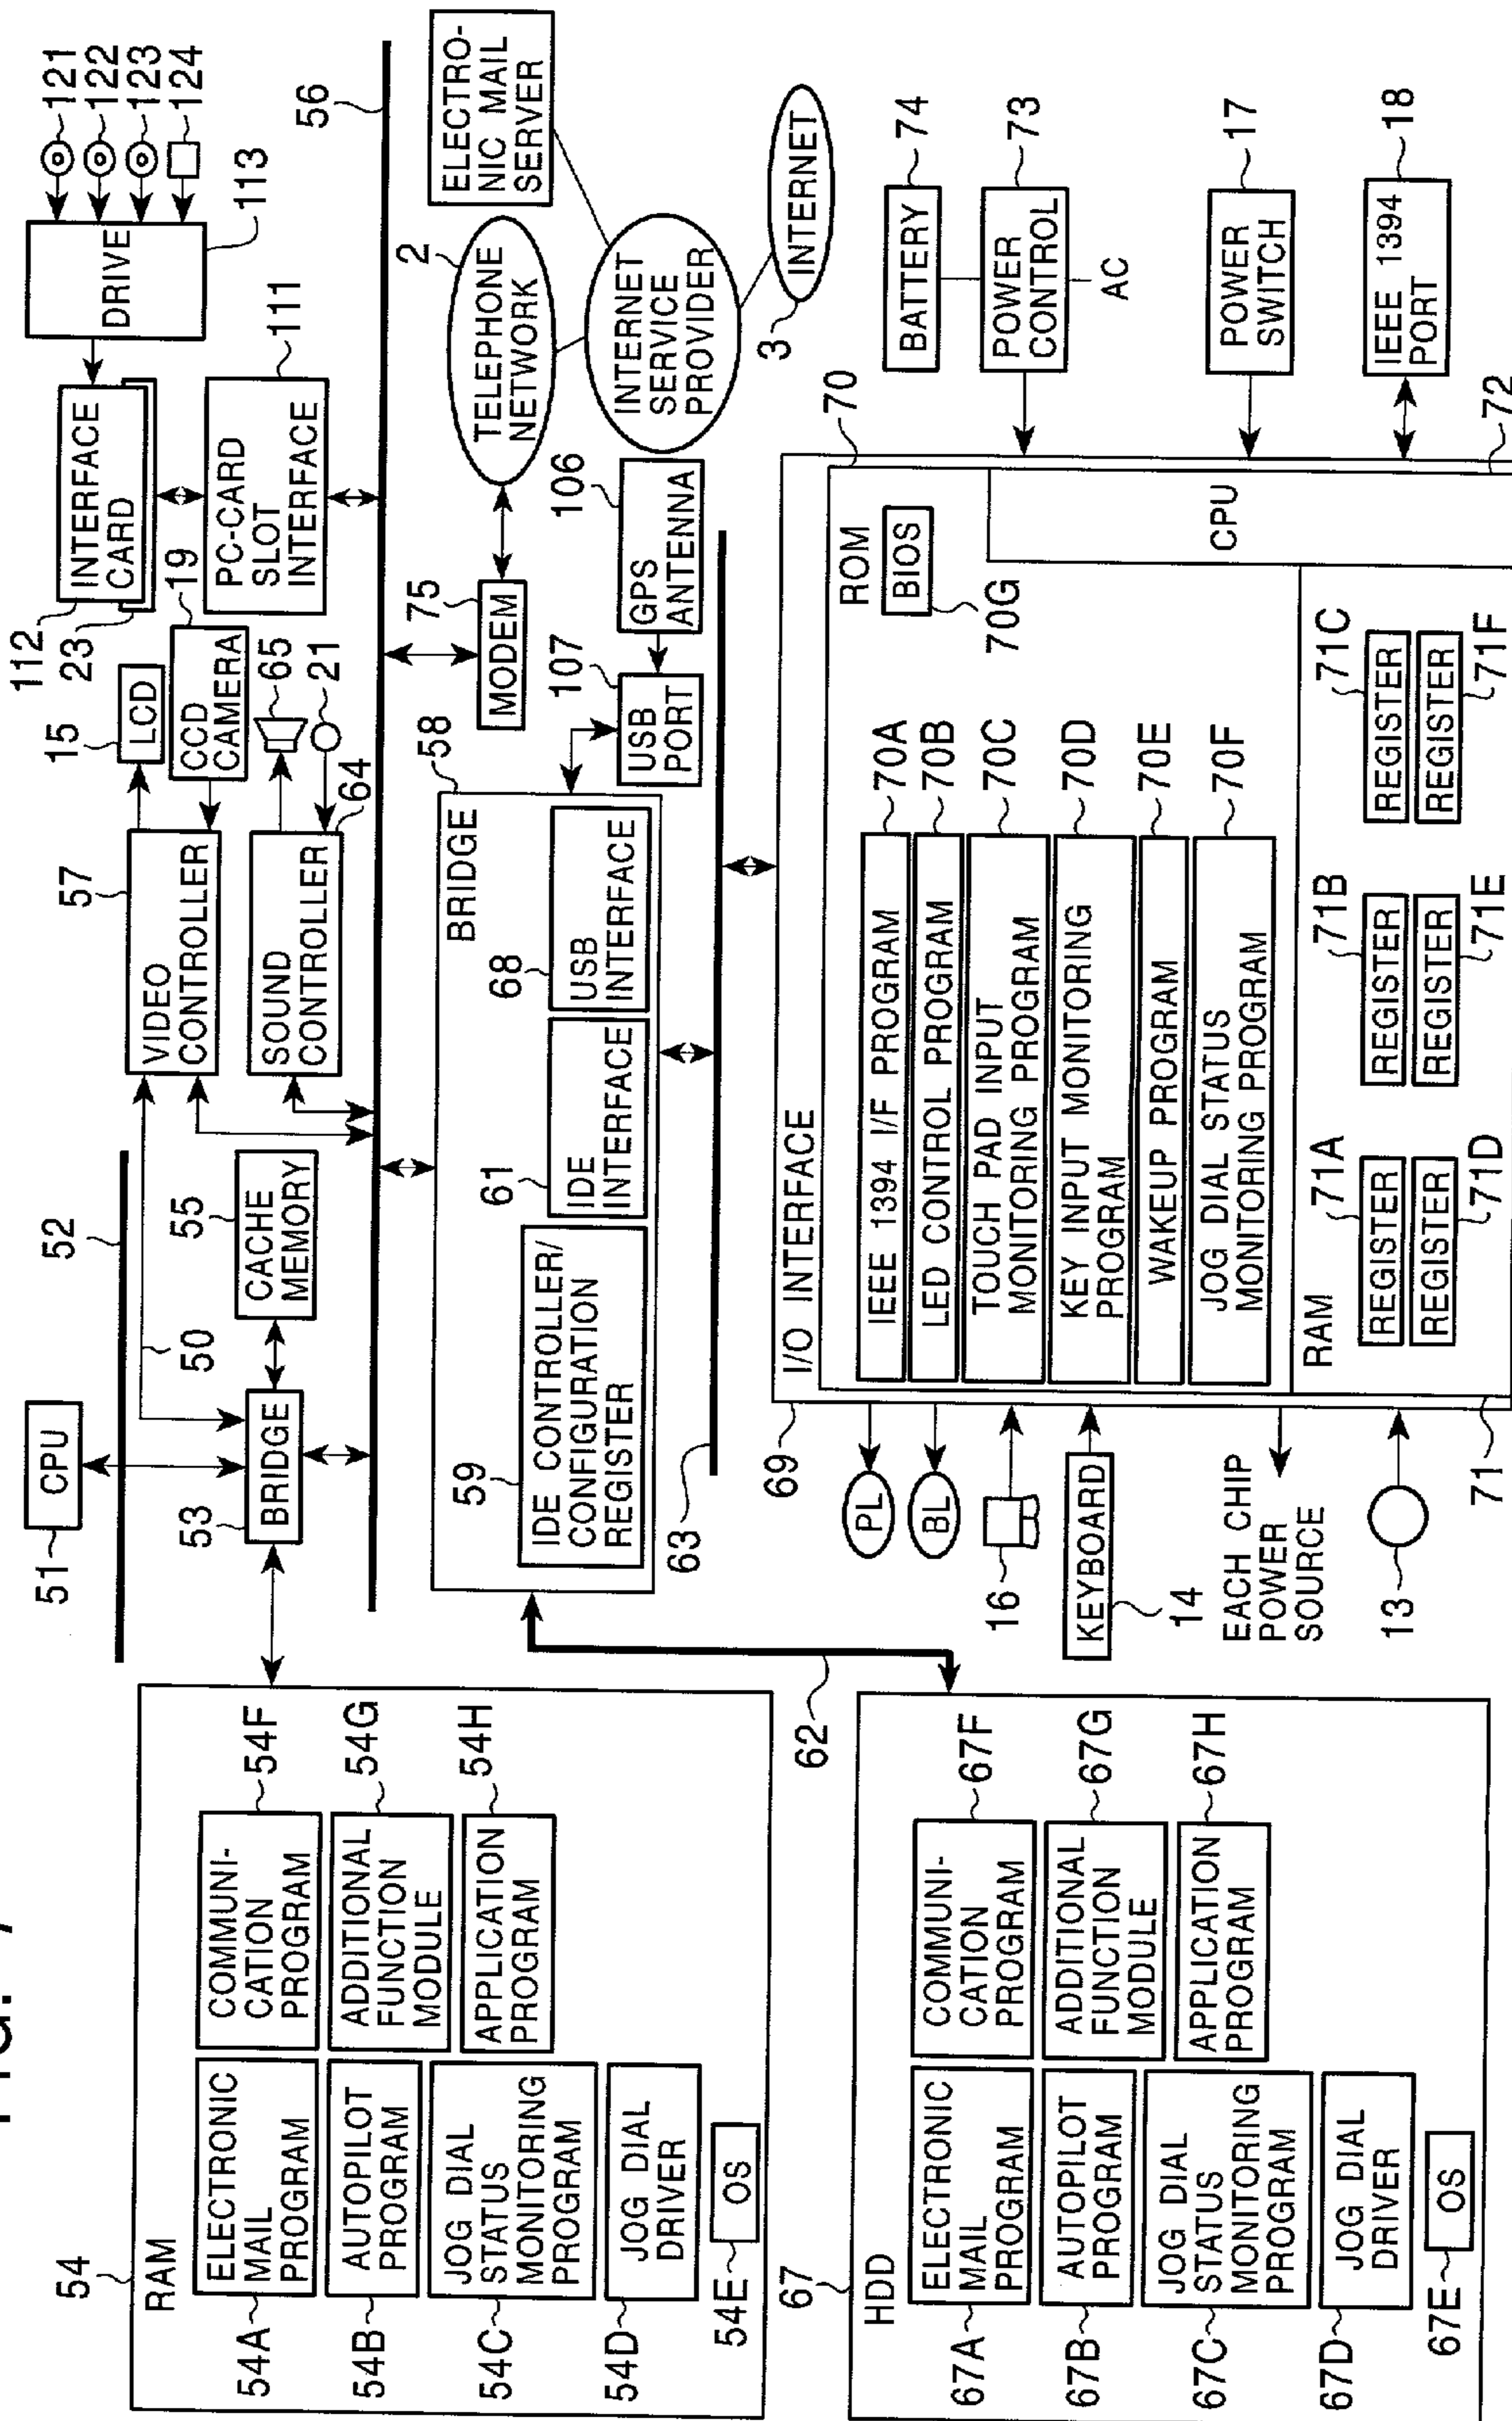 FIG. 7
51
CPU
52
53
BRIDGE
50
55
CACHE
MEMORY
57
VIDEO
CONTROLLER
15
LCD
19
CCD
CAMERA
SOUND
CONTROLLER
64
65
21
112
23
INTERFACE
CARD
PC-CARD
SLOT
INTERFACE
111
DRIVE
113
121
122
123
124
56
54
RAM
54A
ELECTRONIC
MAIL
PROGRAM
54B
AUTOPILOT
PROGRAM
54C
JOG DIAL
STATUS
MONITORING
PROGRAM
54D
JOG DIAL
DRIVER
54E
OS
COMMUNI-
CATION
PROGRAM
54F
ADDITIONAL
FUNCTION
MODULE
54G
APPLICATION
PROGRAM
54H
58
BRIDGE
59
IDE CONTROLLER/
CONFIGURATION
REGISTER
61
IDE
INTERFACE
68
USB
INTERFACE
62
63
75
MODEM
107
USB
PORT
106
GPS
ANTENNA
2
TELEPHONE
NETWORK
INTERNET
SERVICE
PROVIDER
ELECTRO-
NIC MAIL
SERVER
3
INTERNET
67
HDD
67A
ELECTRONIC
MAIL
PROGRAM
67B
AUTOPILOT
PROGRAM
67C
JOG DIAL
STATUS
MONITORING
PROGRAM
67D
JOG DIAL
DRIVER
67E
OS
COMMUNI-
CATION
PROGRAM
67F
ADDITIONAL
FUNCTION
MODULE
67G
APPLICATION
PROGRAM
67H
69
I/O INTERFACE
PL
BL
16
KEYBOARD
14
EACH CHIP
POWER
SOURCE
13
70
ROM
IEEE 1394 I/F PROGRAM
70A
LED CONTROL PROGRAM
70B
TOUCH PAD INPUT
MONITORING PROGRAM
70C
KEY INPUT MONITORING
PROGRAM
70D
WAKEUP PROGRAM
70E
JOG DIAL STATUS
MONITORING PROGRAM
70F
BIOS
70G
CPU
72
RAM
71
71A
REGISTER
71B
REGISTER
71C
REGISTER
REGISTER
71D
REGISTER
71E
REGISTER
71F
BATTERY
74
POWER
CONTROL
73
AC
POWER
SWITCH
17
IEEE 1394
PORT
18